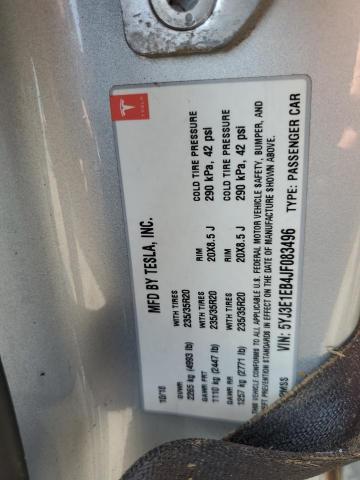 TESLA
MFD BY TESLA, INC.
10/18
GVWR
2265 kg (4993 lb)
GAWR FRT WITH TIRES RIM COLD TIRE PRESSURE
1110 kg (2447 lb) 235/35R20 20X8.5 J 290 kPa, 42 psi
GAWR RR WITH TIRES RIM COLD TIRE PRESSURE
1257 kg (2771 lb) 235/35R20 20X8.5 J 290 kPa, 42 psi
VEHICLE CONFORMS TO ALL APPLICABLE U.S. FEDERAL MOTOR VEHICLE SAFETY, BUMPER, AND
THEFT PREVENTION STANDARDS IN EFFECT ON THE DATE OF MANUFACTURE SHOWN ABOVE.
VIN: 5YJ3E1EB4JF083496 TYPE: PASSENGER CAR